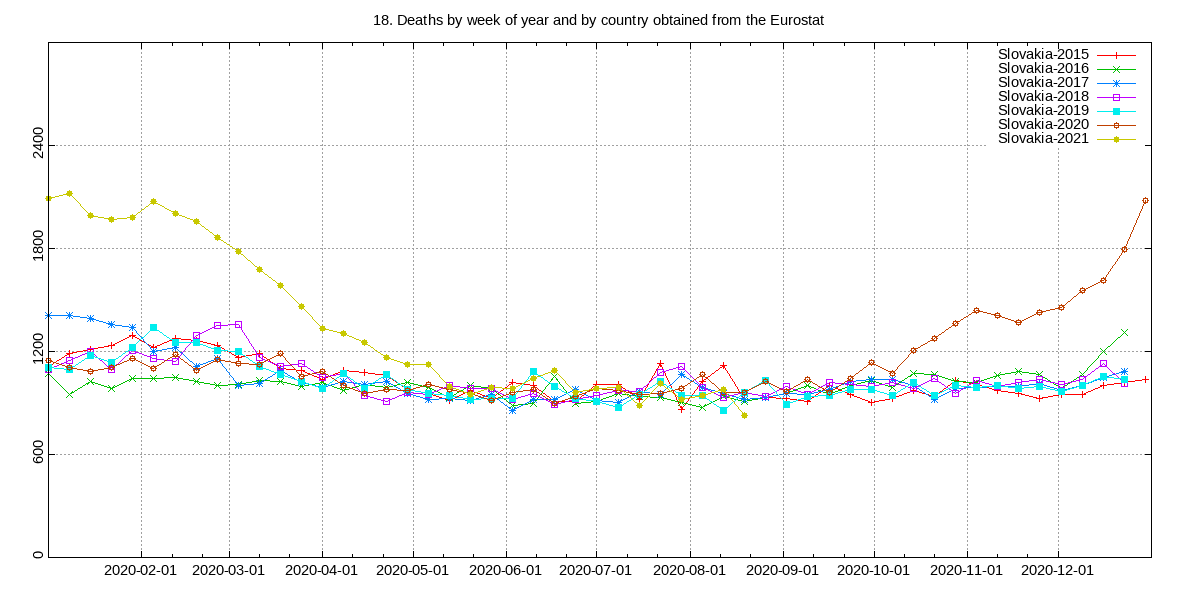 18. Deaths by week of year and by country obtained from the Eurostat
Slovakia-2015
Slovakia-2016
Slovakia-2017
Slovakia-2018
Slovakia-2019
Slovakia-2020
Slovakia-2021
2400
1800
1200
600
0
2020-02-01 2020-03-01 2020-04-01 2020-05-01 2020-06-01 2020-07-01 2020-08-01 2020-09-01 2020-10-01 2020-11-01 2020-12-01